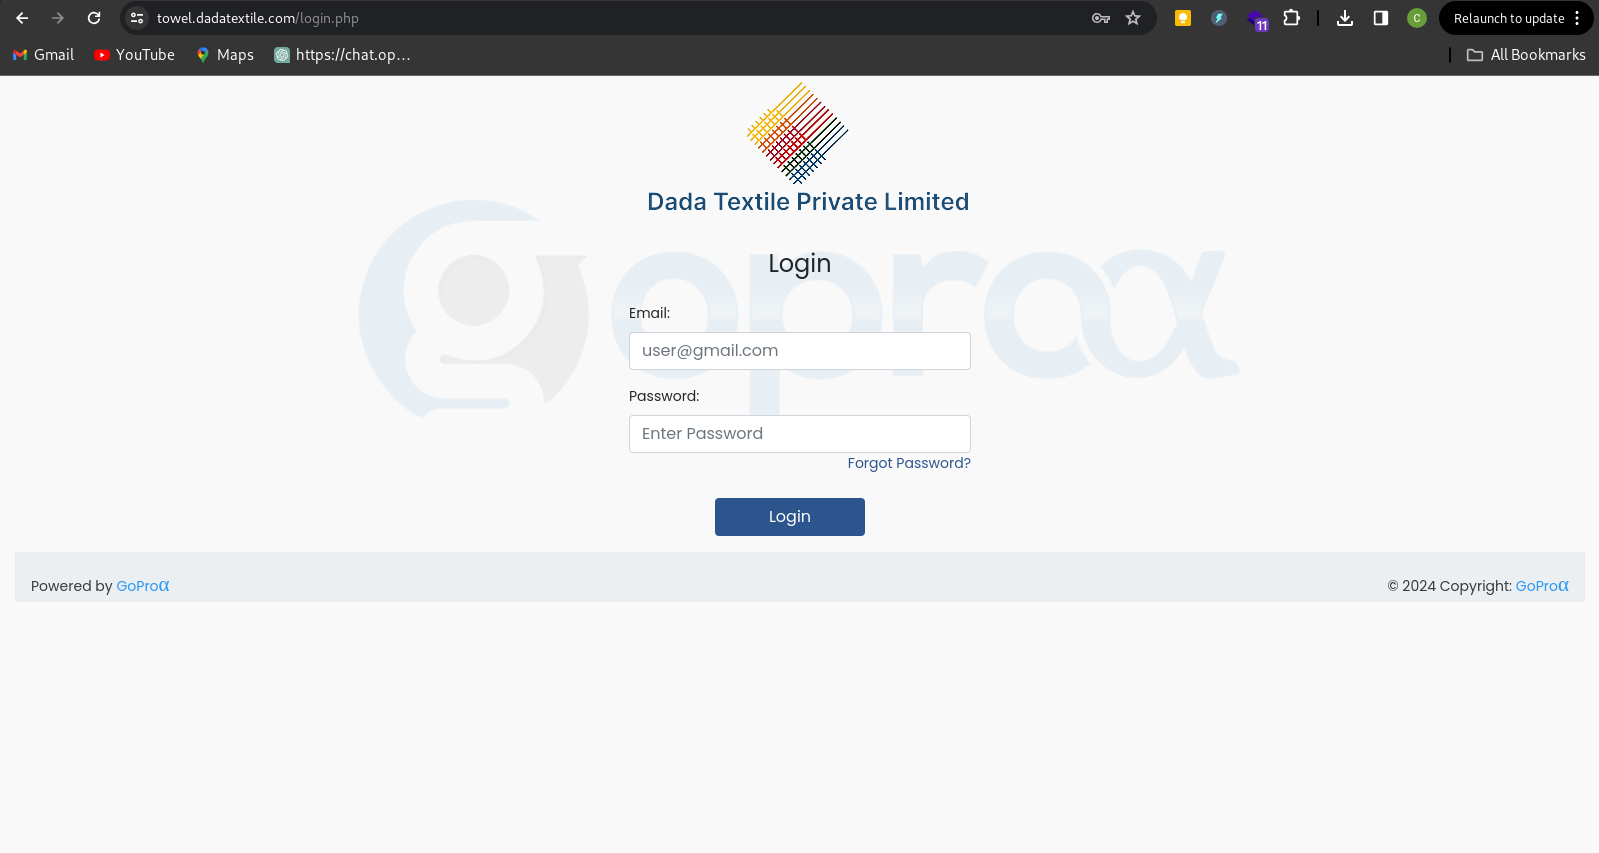 towel.dadatextile.com/login.php
11
C
Relaunch to update
Gmail
YouTube
Maps
https://chat.op...
All Bookmarks
Dada Textile Private Limited
goproα
Login
Email:
user@gmail.com
Password:
Enter Password
Forgot Password?
Login
Powered by GoProα
© 2024 Copyright: GoProα